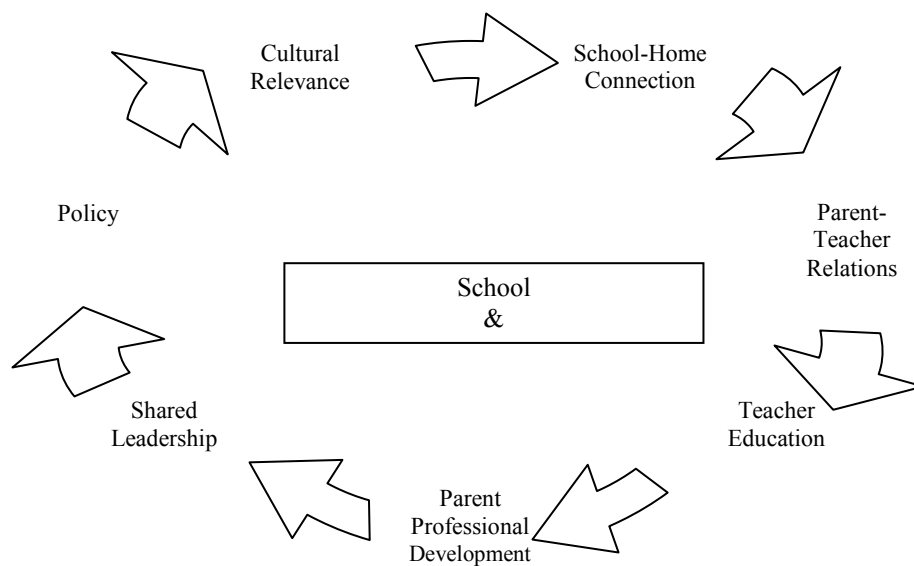 Cultural
Relevance
School-Home
Connection
Policy
Parent-
Teacher
Relations
School
&
Shared
Leadership
Teacher
Education
Parent
Professional
Development